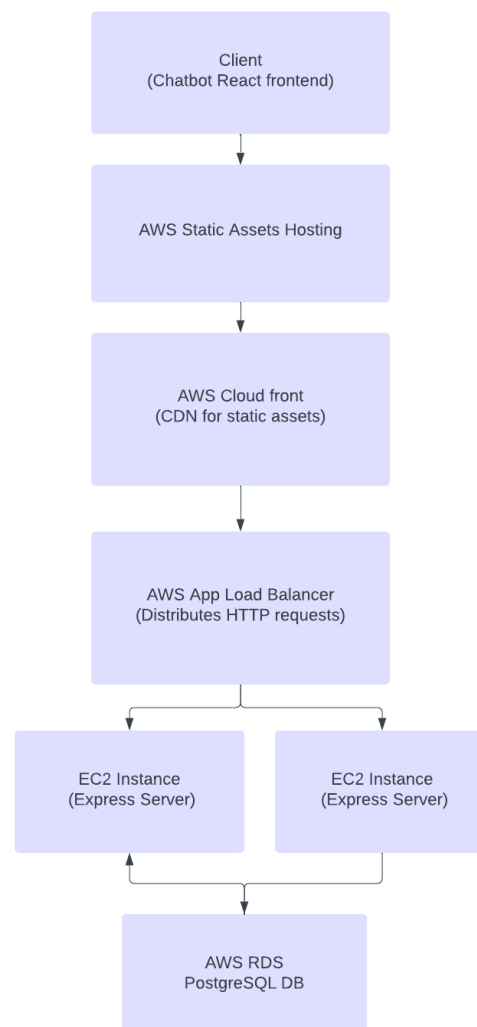 Client
(Chatbot React frontend)
AWS Static Assets Hosting
AWS Cloud front
(CDN for static assets)
AWS App Load Balancer
(Distributes HTTP requests)
EC2 Instance
(Express Server)
EC2 Instance
(Express Server)
AWS RDS
PostgreSQL DB